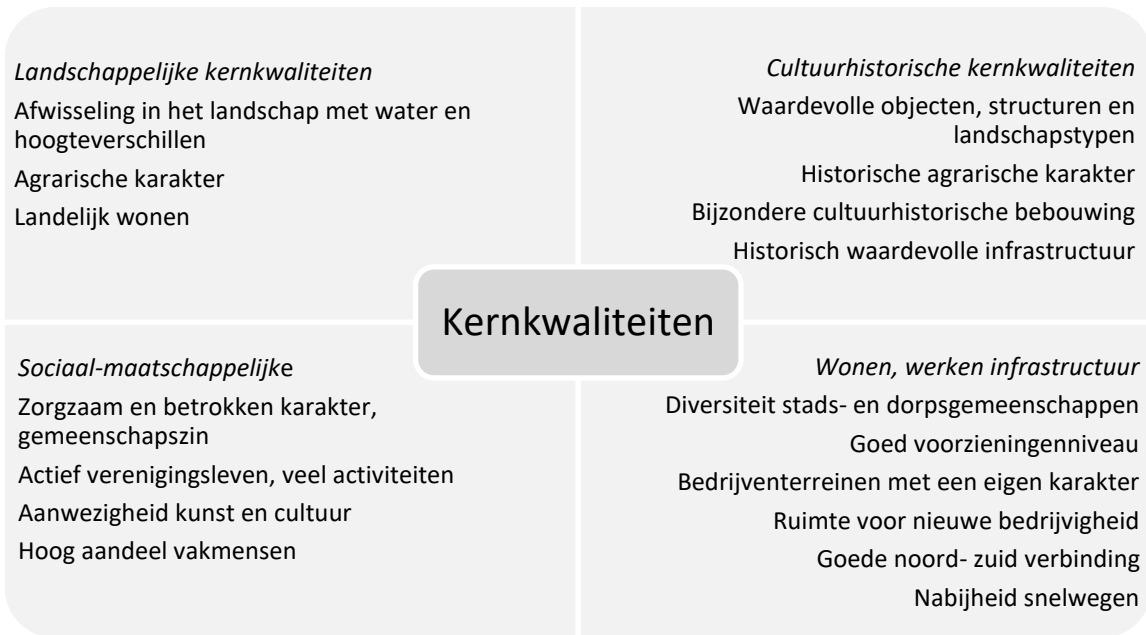 Landschappelijke kernkwaliteiten
Afwisseling in het landschap met water en
hoogteverschillen
Agrarische karakter
Landelijk wonen
Cultuurhistorische kernkwaliteiten
Waardevolle objecten, structuren en
landschapstypen
Historische agrarische karakter
Bijzondere cultuurhistorische bebouwing
Historisch waardevolle infrastructuur
Kernkwaliteiten
Sociaal-maatschappelijke
Zorgzaam en betrokken karakter,
gemeenschapszin
Actief verenigingsleven, veel activiteiten
Aanwezigheid kunst en cultuur
Hoog aandeel vakmensen
Wonen, werken infrastructuur
Diversiteit stads- en dorpsgemeenschappen
Goed voorzieningenniveau
Bedrijventerreinen met een eigen karakter
Ruimte voor nieuwe bedrijvigheid
Goede noord- zuid verbinding
Nabijheid snelwegen